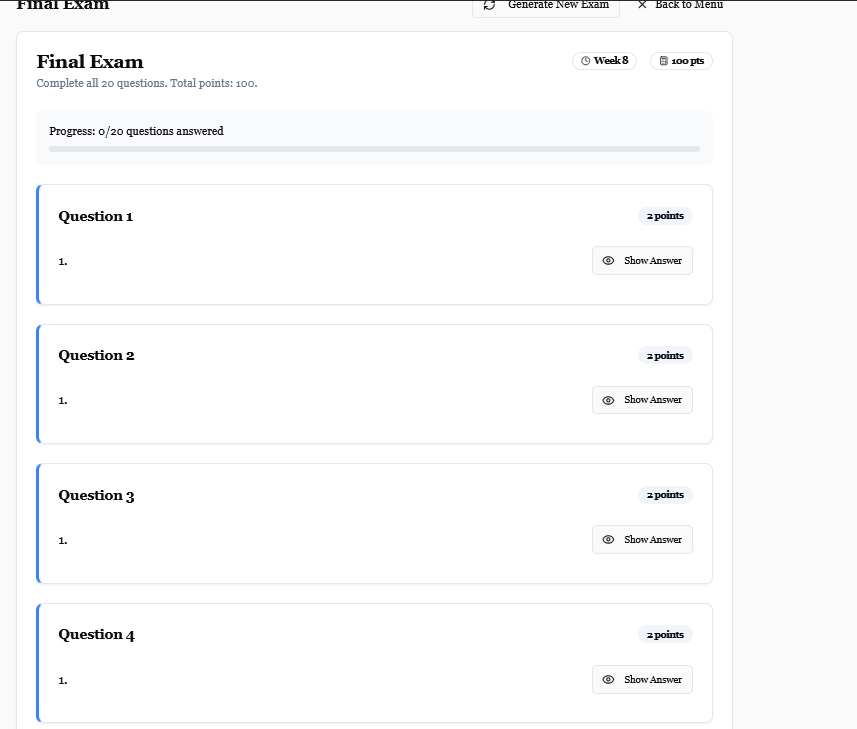 Final Exam
Generate New Exam
Back to Menu
Final Exam
Week 8
100 pts
Complete all 20 questions. Total points: 100.
Progress: 0/20 questions answered
Question 1
2 points
1.
Show Answer
Question 2
2 points
1.
Show Answer
Question 3
2 points
1.
Show Answer
Question 4
2 points
1.
Show Answer